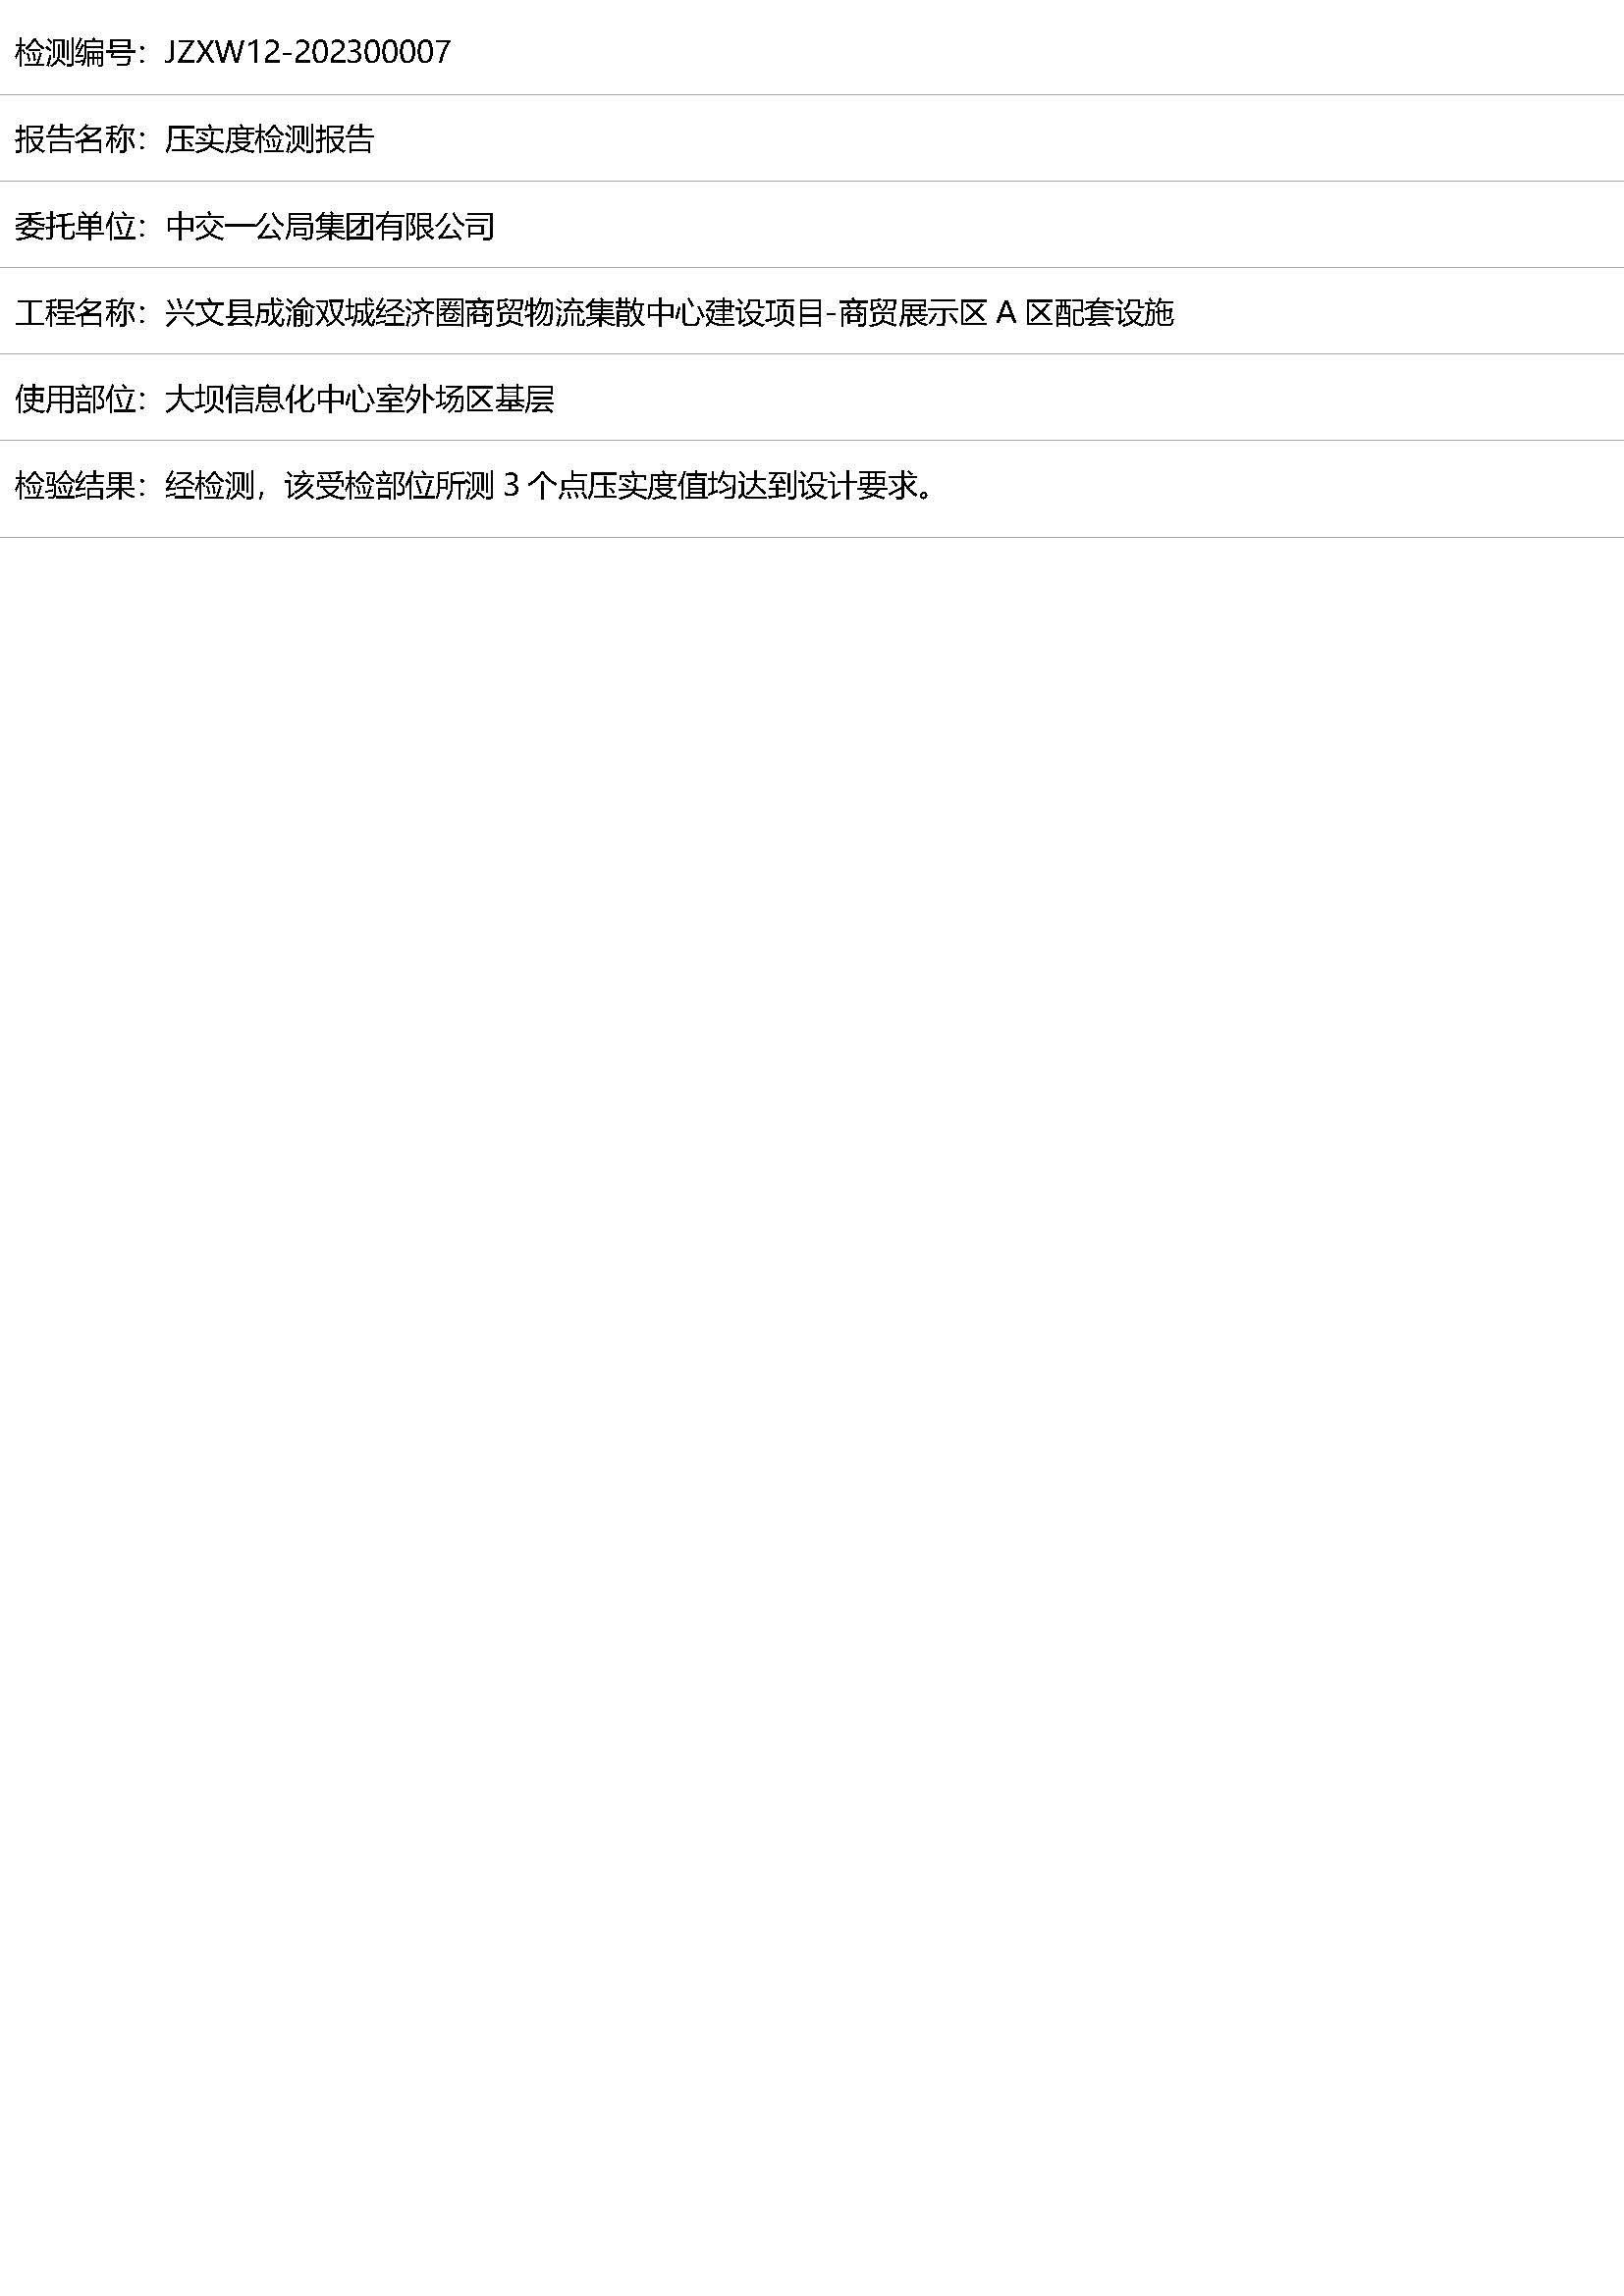 检测编号：JZXW12-202300007
报告名称：压实度检测报告
委托单位：中交一公局集团有限公司
工程名称：兴文县成渝双城经济圈商贸物流集散中心建设项目-商贸展示区 A 区配套设施
使用部位：大坝信息化中心室外场区基层
检验结果：经检测，该受检部位所测 3 个点压实度值均达到设计要求。